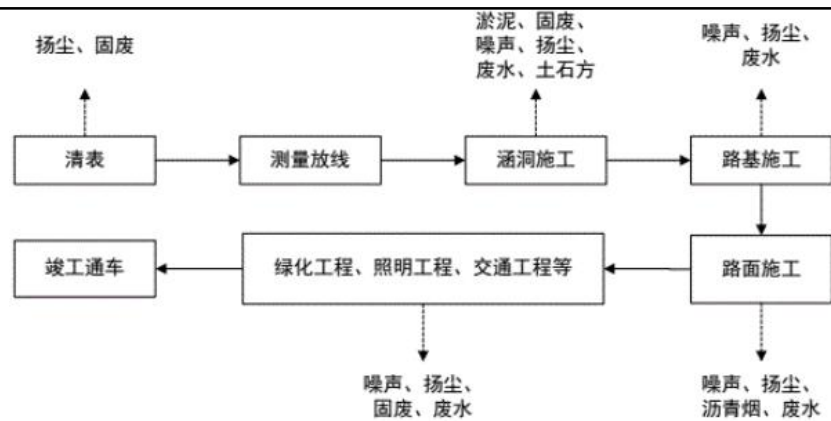 扬尘、固废
淤泥、固废、
噪声、扬尘、
废水、土石方
噪声、扬尘、
废水
清表
测量放线
涵洞施工
路基施工
竣工通车
绿化工程、照明工程、交通工程等
路面施工
噪声、扬尘、
固废、废水
噪声、扬尘、
沥青烟、废水